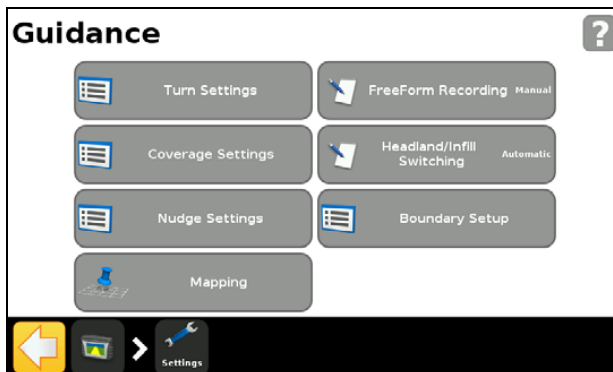 Guidance
?
Turn Settings
FreeForm Recording Manual
Coverage Settings
Headland/Infill
Switching
Automatic
Nudge Settings
Boundary Setup
Mapping
Settings